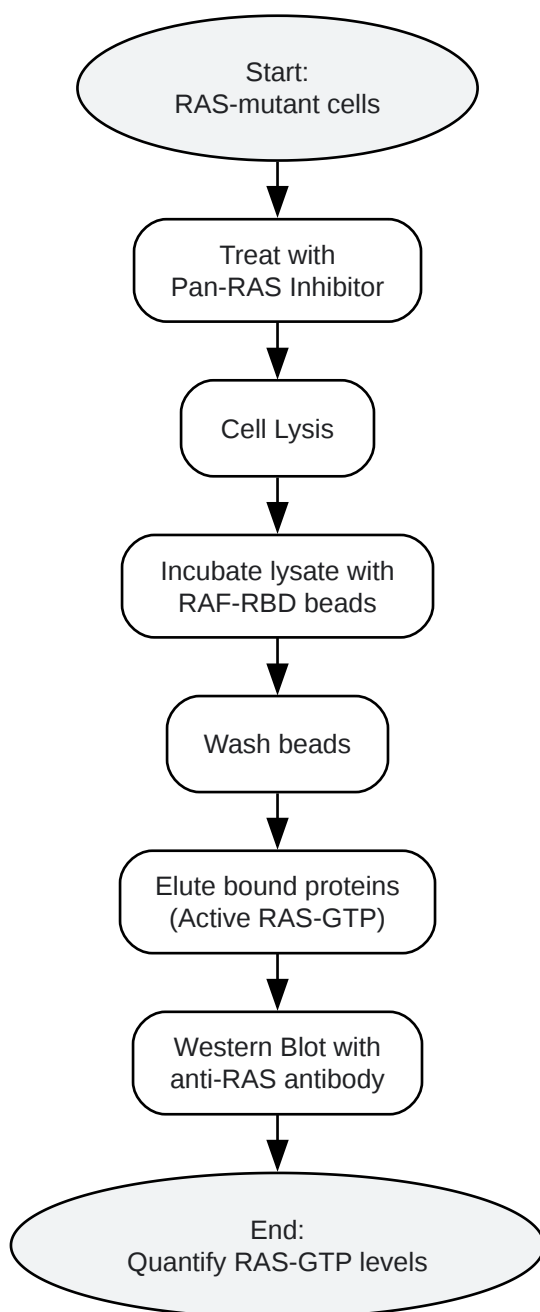 Start:
RAS-mutant cells
Treat with
Pan-RAS Inhibitor
Cell Lysis
Incubate lysate with
RAF-RBD beads
Wash beads
Elute bound proteins
(Active RAS-GTP)
Western Blot with
anti-RAS antibody
End:
Quantify RAS-GTP levels